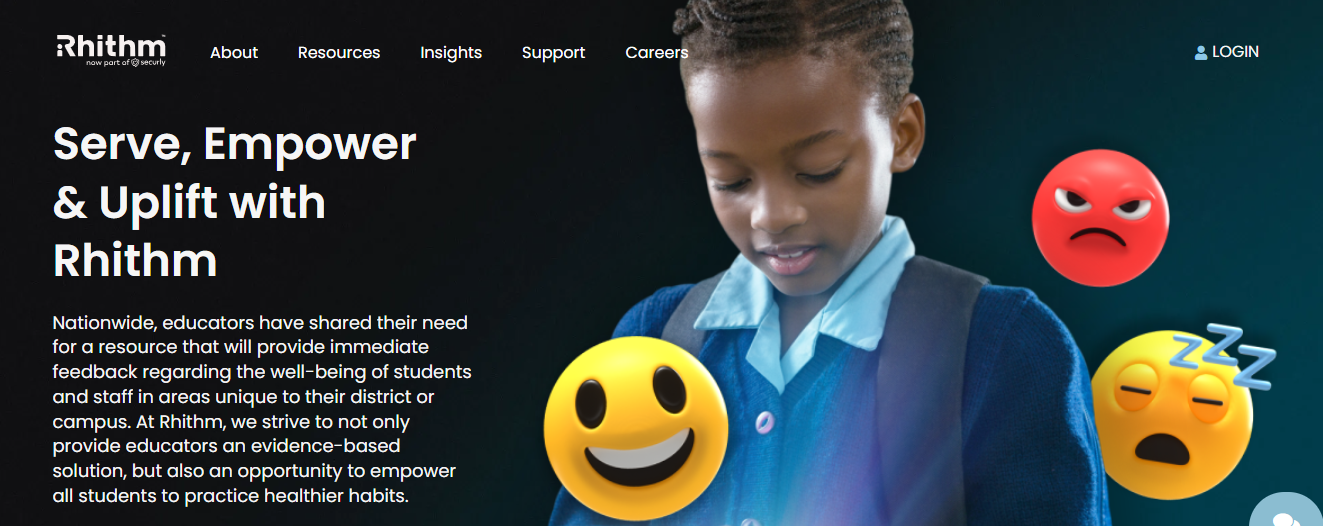 Rhithm™
now part of securly
About Resources Insights Support Careers LOGIN
Serve, Empower
& Uplift with
Rhithm
Nationwide, educators have shared their need
for a resource that will provide immediate
feedback regarding the well-being of students
and staff in areas unique to their district or
campus. At Rhithm, we strive to not only
provide educators an evidence-based
solution, but also an opportunity to empower
all students to practice healthier habits.
ZZZ